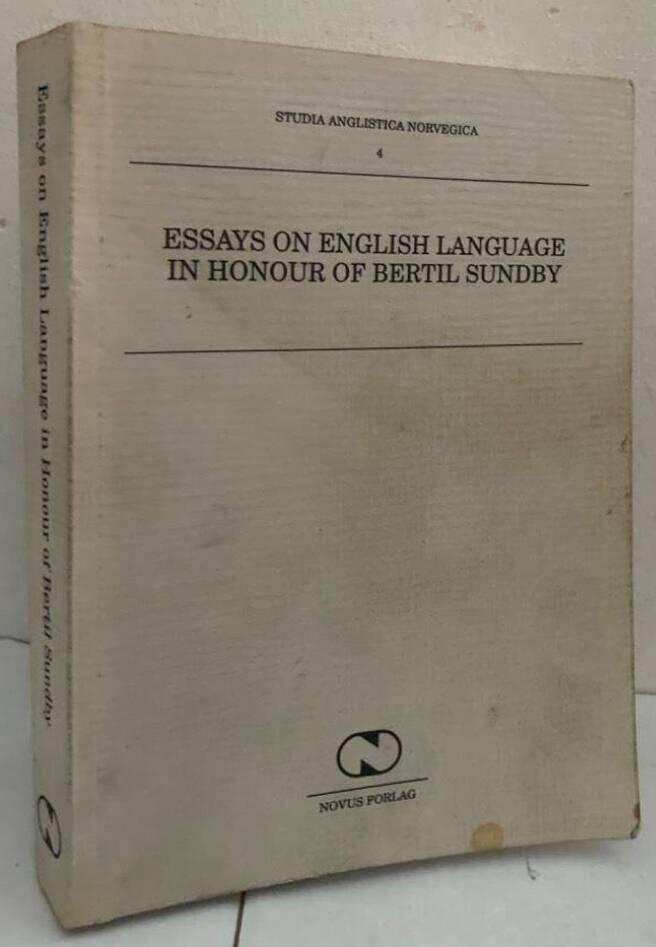 STUDIA ANGLISTICA NORVEGICA
4
ESSAYS ON ENGLISH LANGUAGE
IN HONOUR OF BERTIL SUNDBY
N
NOVUS FORLAG
Essays on English Language in Honour of Bertil Sundby
N